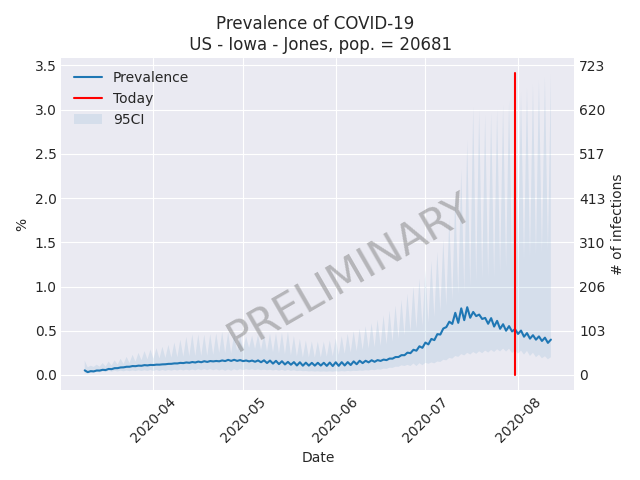 Prevalence of COVID-19
US - Iowa - Jones, pop. = 20681
Prevalence
Today
95CI
PRELIMINARY
3.5
3.0
2.5
2.0
1.5
1.0
0.5
0.0
%
723
620
517
413
310
206
103
0
# of infections
2020-04
2020-05
2020-06
2020-07
2020-08
Date